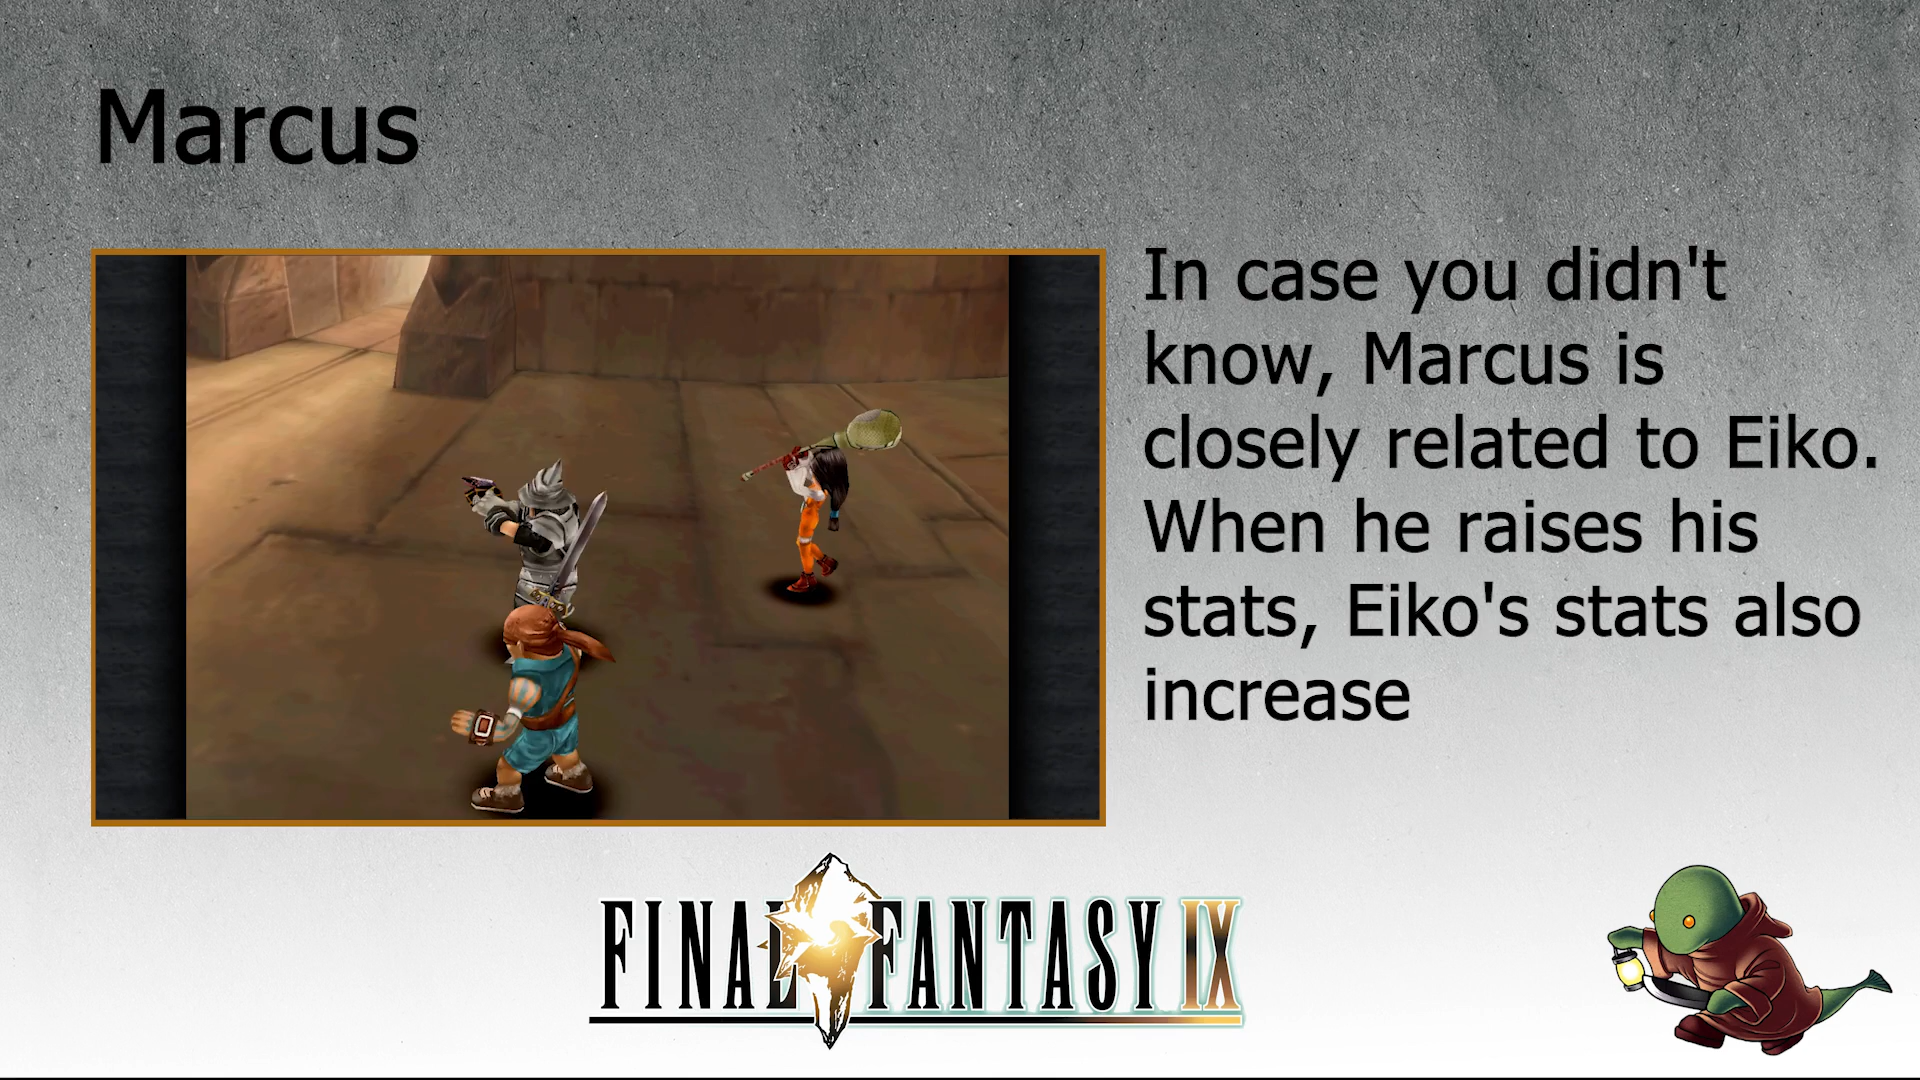 Marcus
In case you didn't
know, Marcus is
closely related to Eiko.
When he raises his
stats, Eiko's stats also
increase
FINAL FANTASY IX